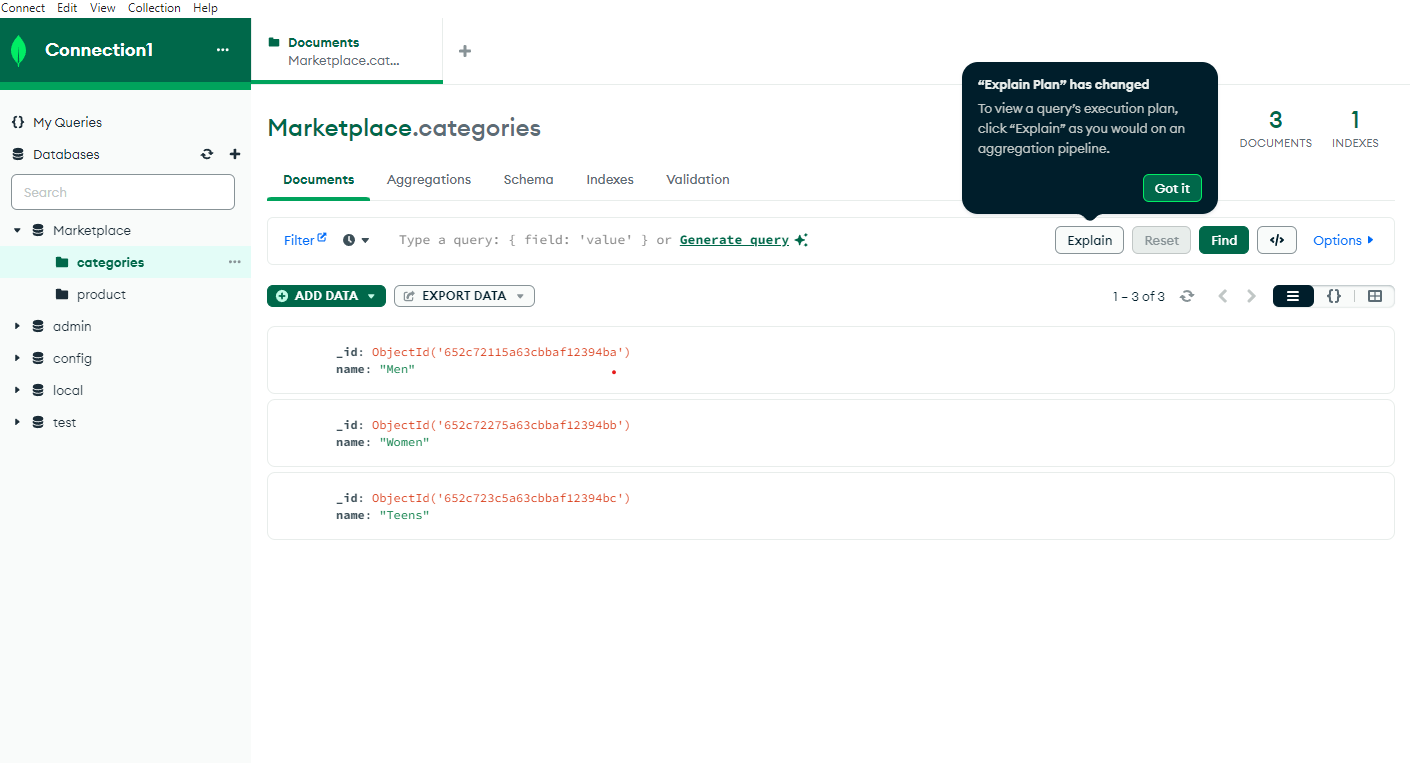 Connect Edit View Collection Help
Connection1
Documents
Marketplace.cat...
My Queries
Databases
Search
Marketplace
categories
product
admin
config
local
test
Marketplace.categories
3
DOCUMENTS
1
INDEXES
"Explain Plan" has changed
To view a query's execution plan,
click "Explain" as you would on an
aggregation pipeline.
Got it
Documents Aggregations Schema Indexes Validation
Filter Type a query: { field: 'value' } or Generate query Explain Reset Find </> Options
ADD DATA EXPORT DATA 1 – 3 of 3 {}
_id: ObjectId('652c72115a63cbbaf12394ba')
name: "Men"
_id: ObjectId('652c72275a63cbbaf12394bb')
name: "Women"
_id: ObjectId('652c723c5a63cbbaf12394bc')
name: "Teens"